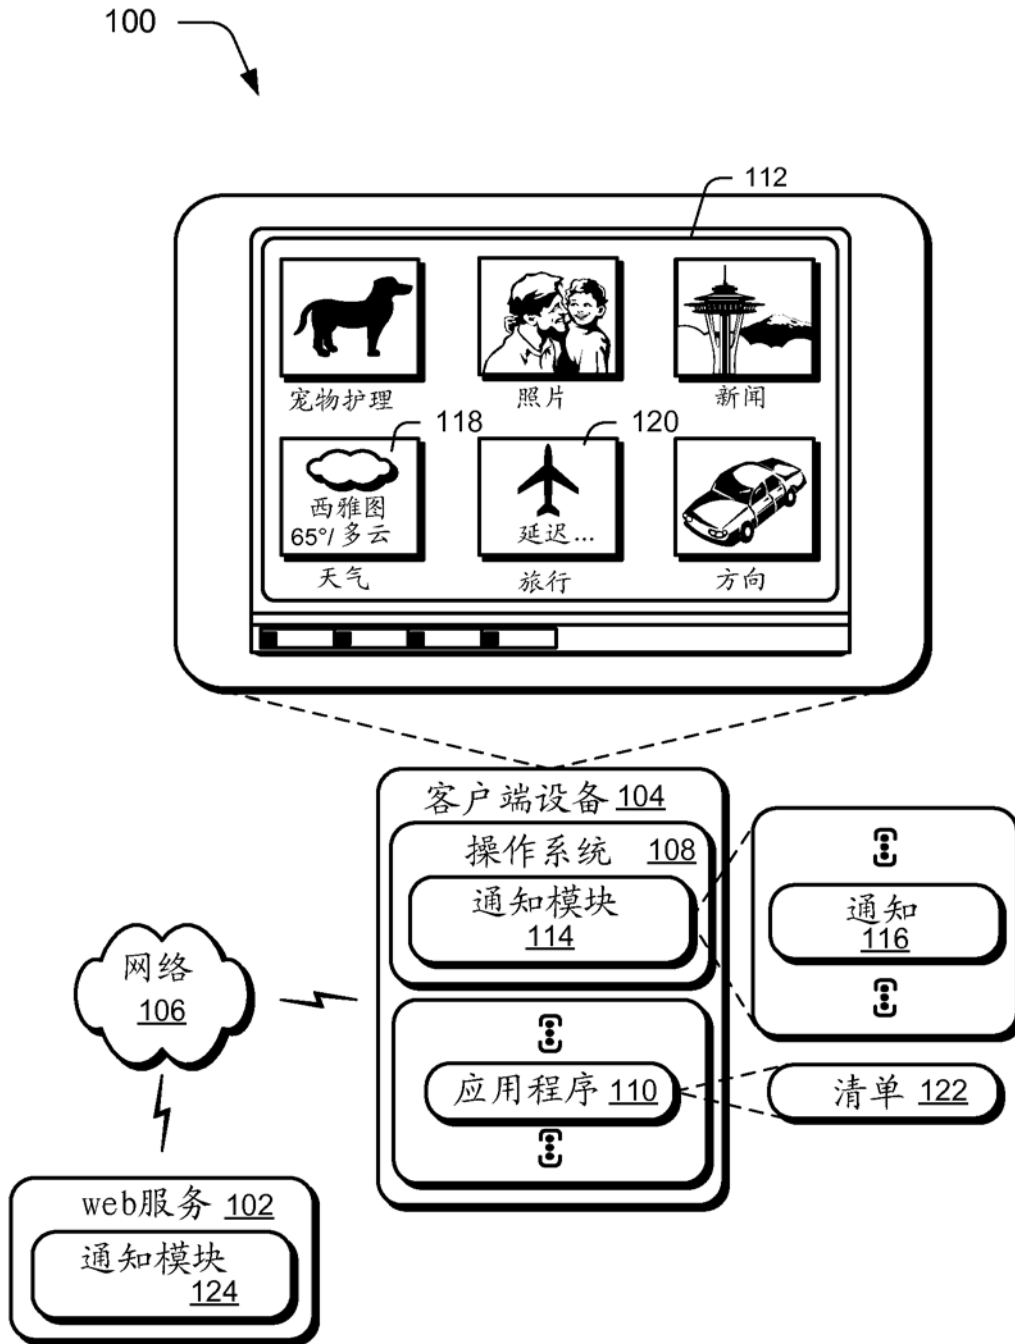 100
112
宠物护理
照片
新闻
118
120
西雅图
65°/多云
延迟...
天气
旅行
方向
客户端设备 104
操作系统 108
通知模块
114
通知
116
网络
106
应用程序 110
清单 122
web服务 102
通知模块
124